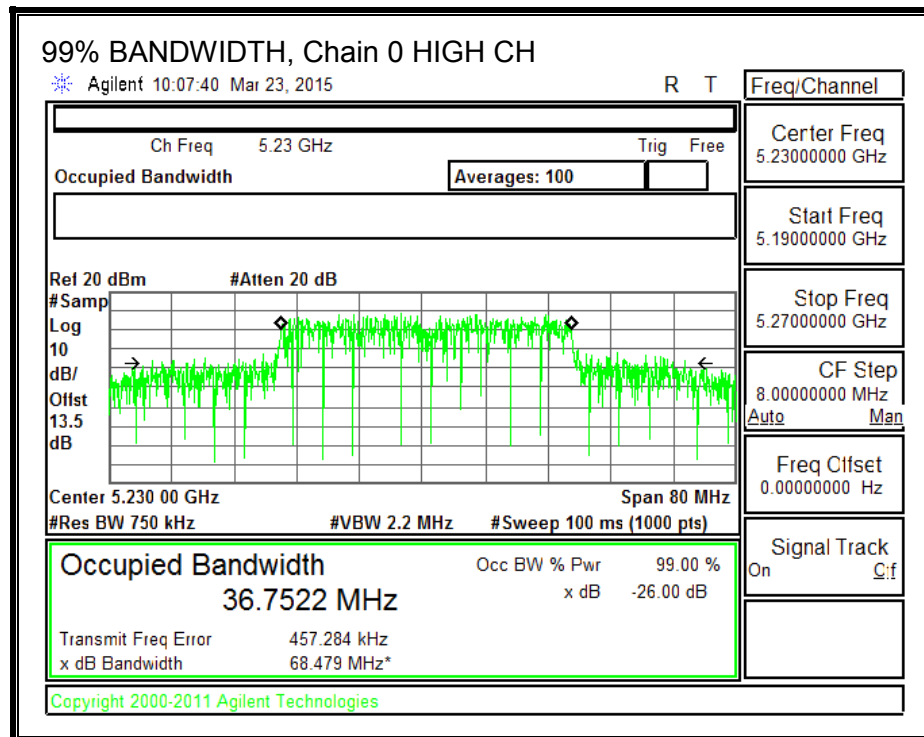 99% BANDWIDTH, Chain 0 HIGH CH
Agilent 10:07:40 Mar 23, 2015 R T
Freq/Channel
Ch Freq 5.23 GHz Trig Free
Occupied Bandwidth Averages: 100
Center Freq
5.23000000 GHz
Start Freq
5.19000000 GHz
Stop Freq
5.27000000 GHz
CF Step
8.00000000 MHz
Auto Man
Freq Offset
0.00000000 Hz
Signal Track
On Off
Ref 20 dBm #Atten 20 dB
#Samp
Log
10
dB/
Offst
13.5
dB
Center 5.230 00 GHz Span 80 MHz
#Res BW 750 kHz #VBW 2.2 MHz #Sweep 100 ms (1000 pts)
Occupied Bandwidth
36.7522 MHz
Occ BW % Pwr 99.00 %
x dB -26.00 dB
Transmit Freq Error 457.284 kHz
x dB Bandwidth 68.479 MHz*
Copyright 2000-2011 Agilent Technologies